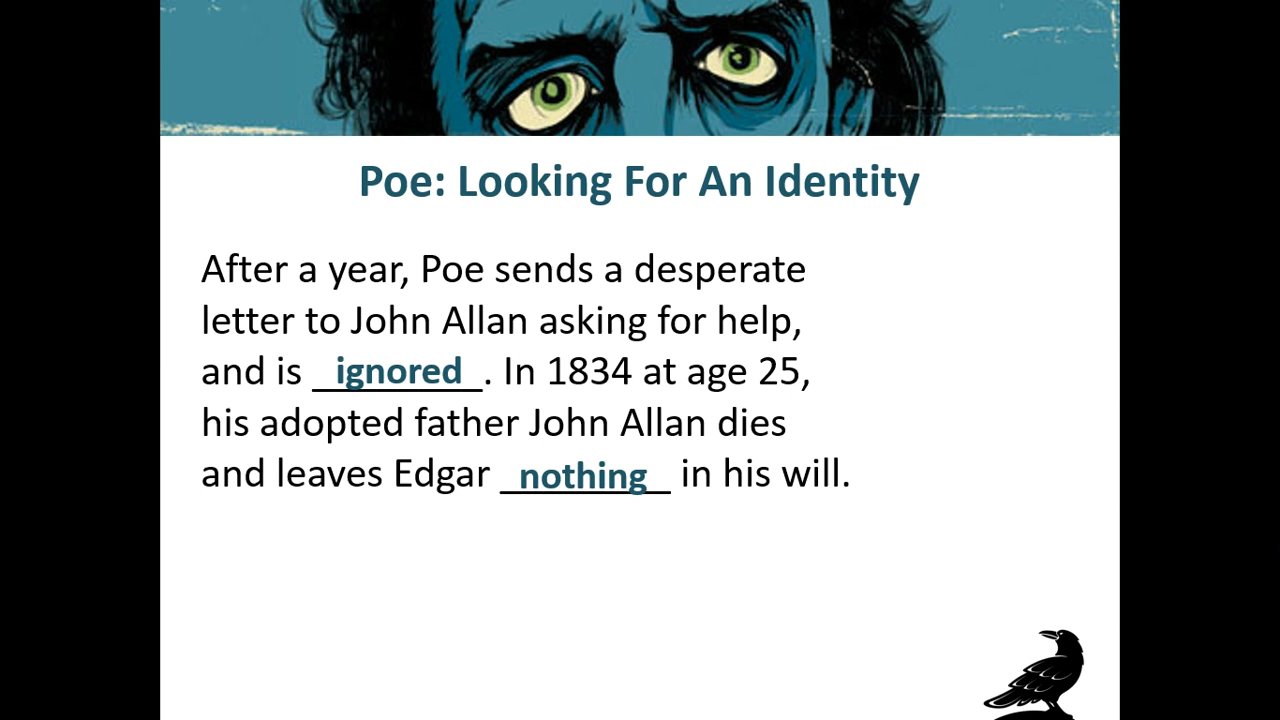 Poe: Looking For An Identity
After a year, Poe sends a desperate
letter to John Allan asking for help,
and is ignored. In 1834 at age 25,
his adopted father John Allan dies
and leaves Edgar nothing in his will.